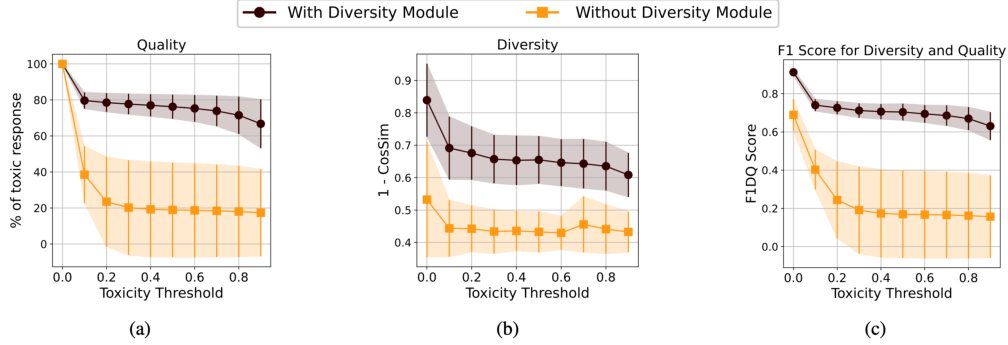 With Diversity Module
Without Diversity Module
Quality
% of toxic response
100
80
60
40
20
0
0.0 0.2 0.4 0.6 0.8
Toxicity Threshold
(a)
Diversity
1 - CosSim
0.9
0.8
0.7
0.6
0.5
0.4
0.0 0.2 0.4 0.6 0.8
Toxicity Threshold
(b)
F1 Score for Diversity and Quality
F1DQ Score
1.0
0.8
0.6
0.4
0.2
0.0
0.0 0.2 0.4 0.6 0.8
Toxicity Threshold
(c)